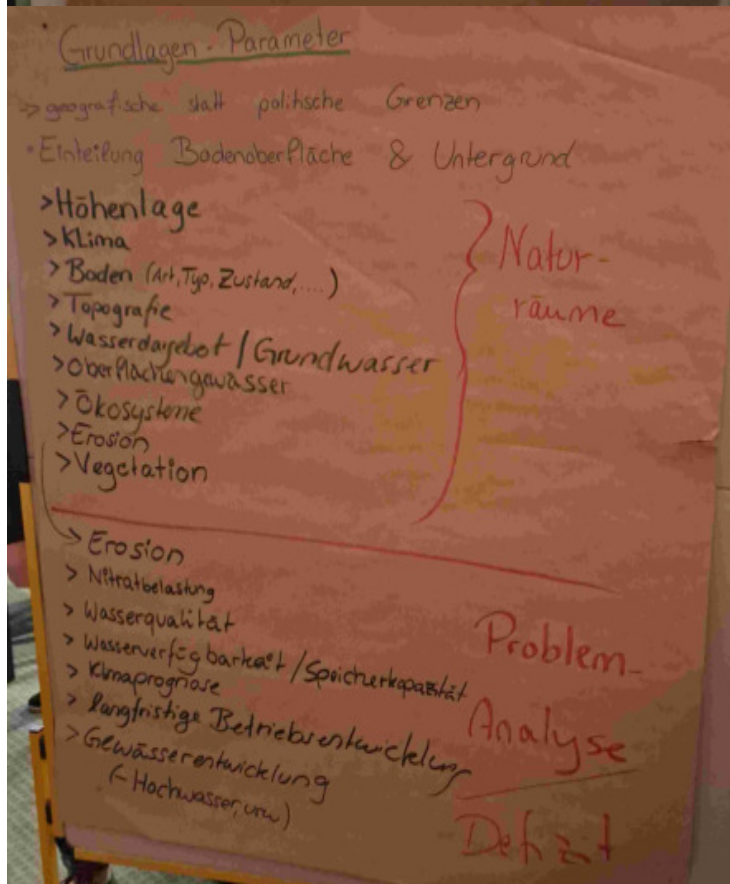 · Grundlagen - Parameter
-> geografische statt politsche Grenzen
· Einteilung Bodenoberfläche & Untergrund
> Höhenlage
> Klima
> Boden (Art, Typ, Zustand, ....)
> Topografie
> Wasserdargebot / Grundwasser
> Oberflächengewässer
> Ökosysteme
> Erosion
> Vegetation
Natur-
räume
> Erosion
> Nitratbelastung
> Wasserqualität
> Wasserverfügbarkeit / Speicherkapazität
> Klimaprognose
> langfristige Betriebsentwicklung
> Gewässerentwicklung
(- Hochwasser, usw)
Problem-
Analyse
Defizit